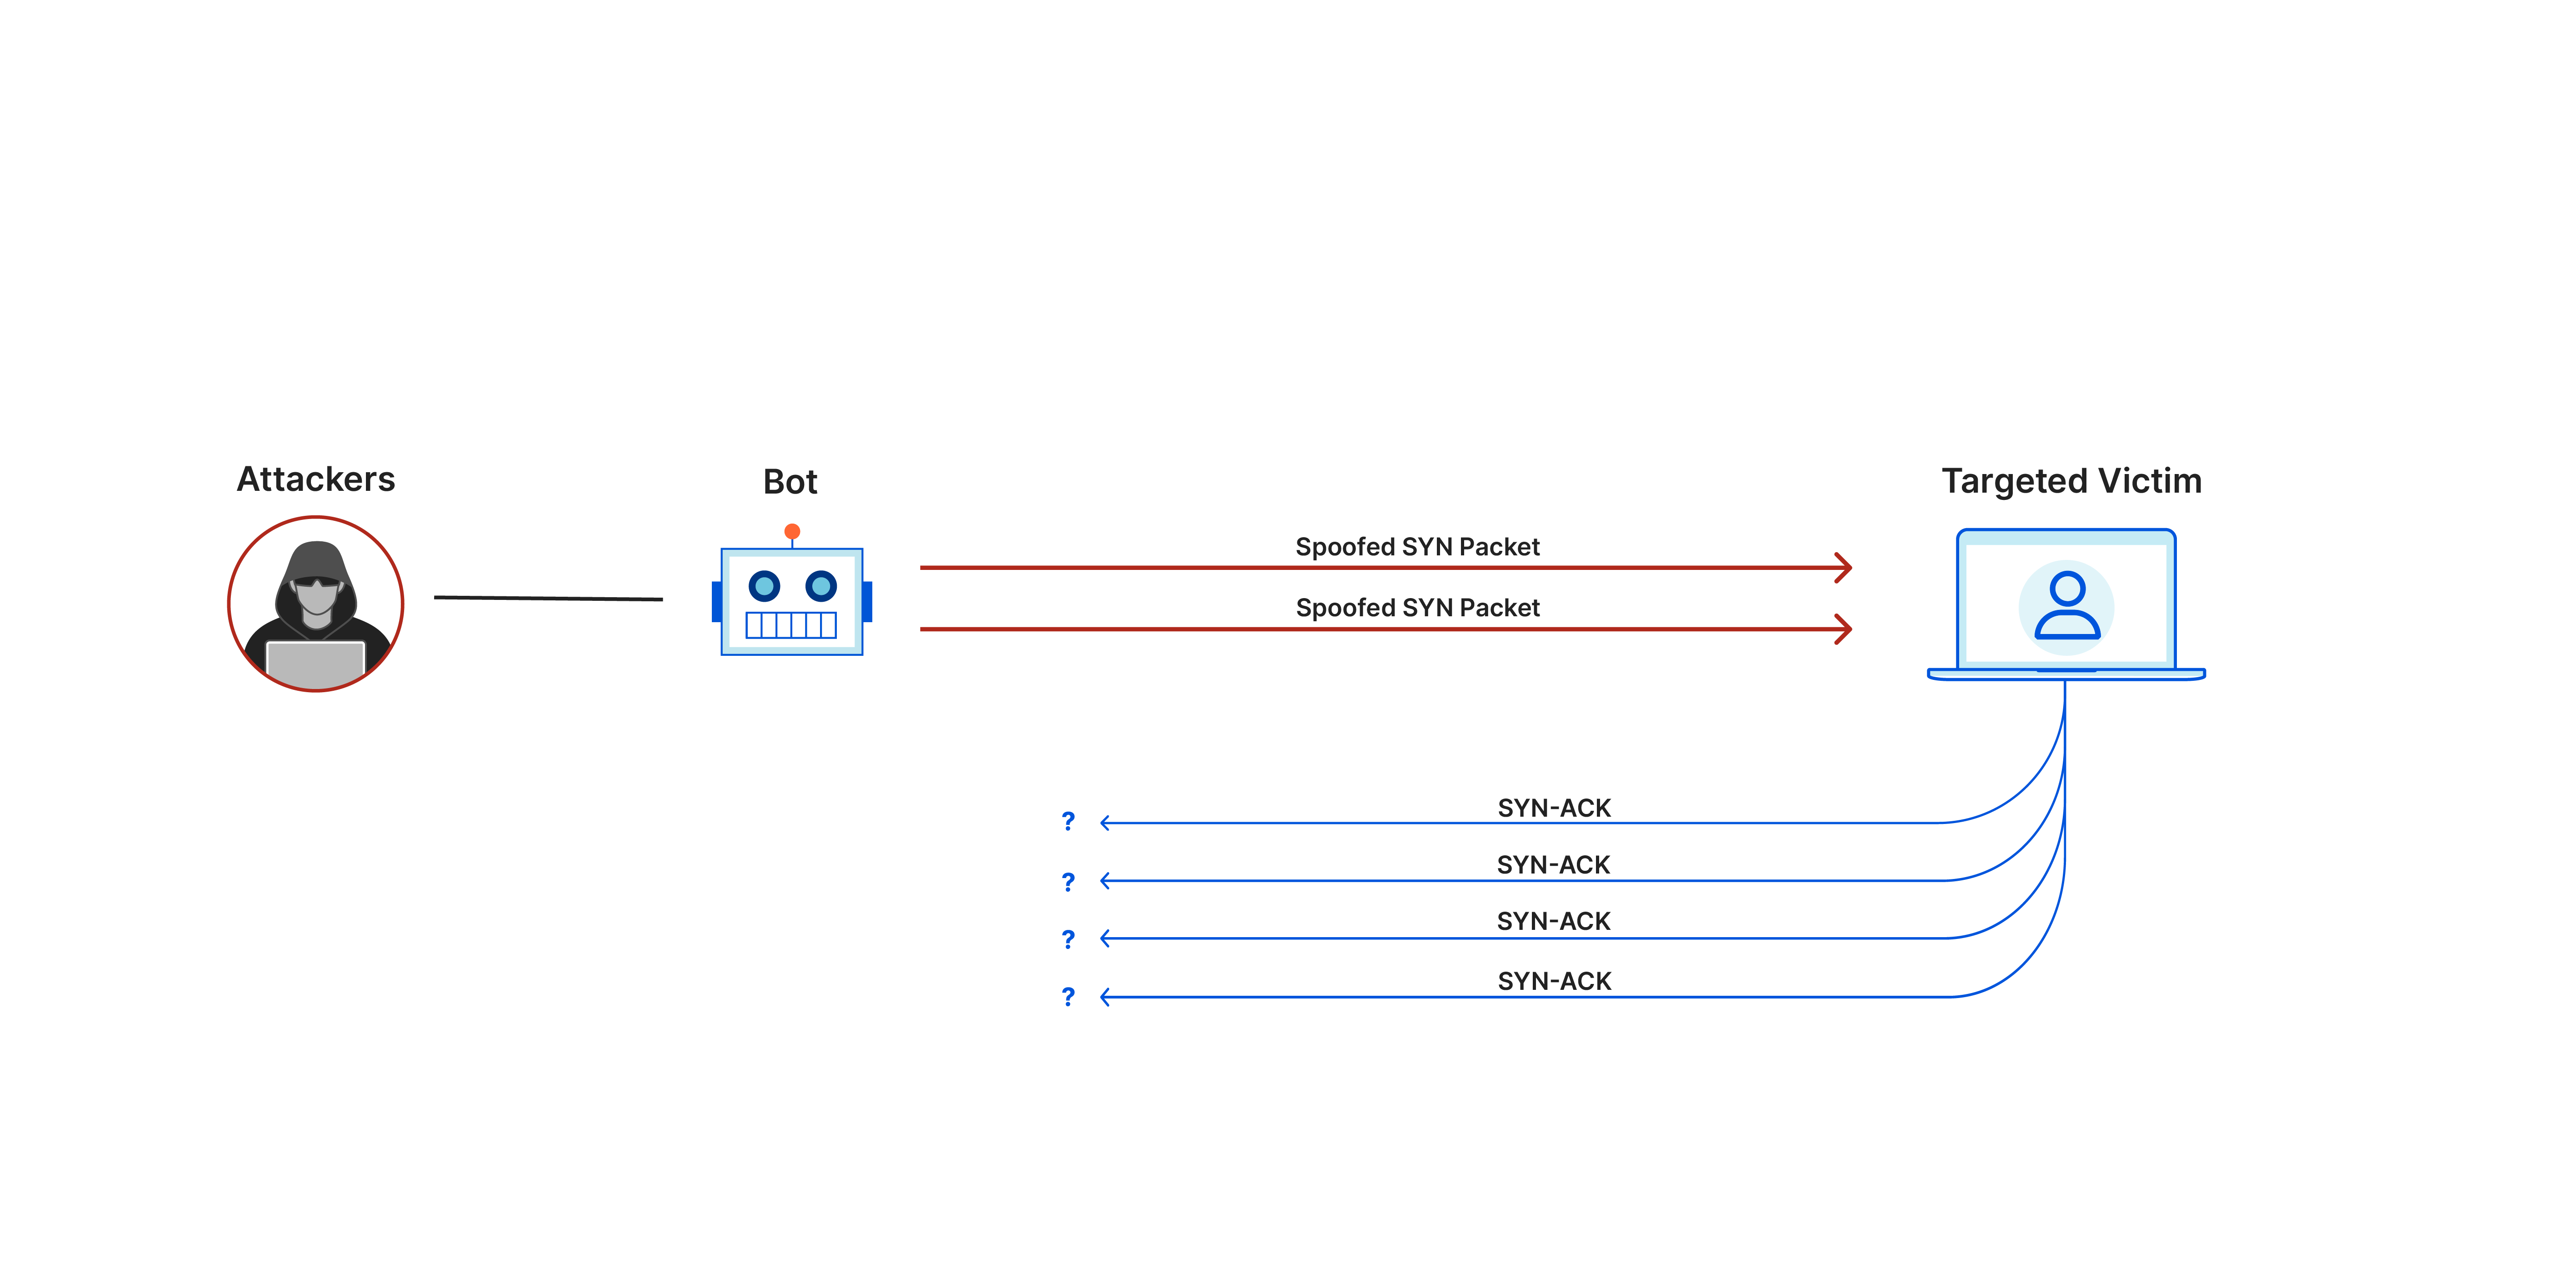 Attackers
Bot
Targeted Victim
Spoofed SYN Packet
Spoofed SYN Packet
SYN-ACK
?
SYN-ACK
?
SYN-ACK
?
SYN-ACK
?